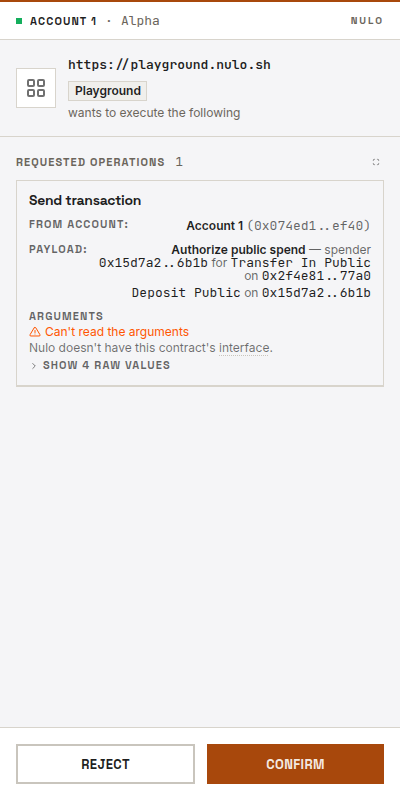 ACCOUNT 1 · Alpha
NULO
https://playground.nulo.sh
Playground
wants to execute the following
REQUESTED OPERATIONS 1
Send transaction
FROM ACCOUNT: Account 1 (0x074ed1..ef40)
PAYLOAD: Authorize public spend — spender
0x15d7a2..6b1b for Transfer In Public
on 0x2f4e81..77a0
Deposit Public on 0x15d7a2..6b1b
ARGUMENTS
Can't read the arguments
Nulo doesn't have this contract's interface.
SHOW 4 RAW VALUES
REJECT
CONFIRM